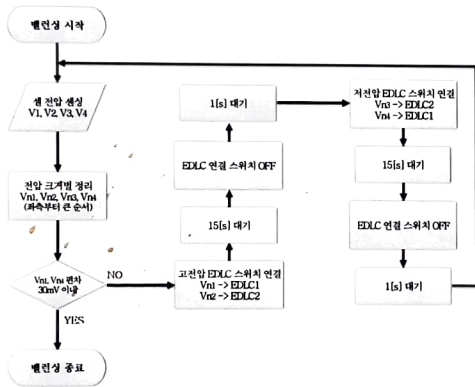 밸런싱 시작
셀 전압 센싱
V1, V2, V3, V4
전압 크게별 정리
Vn1, Vn2, Vn3, Vn4
(좌측부터 큰 순서)
Vn1, Vn4 편차
30mV 이내
NO
YES
밸런싱 종료
고전압 EDLC 스위치 연결
Vn1 -> EDLC1
Vn2 -> EDLC2
15[s] 대기
EDLC 연결 스위치 OFF
1[s] 대기
저전압 EDLC 스위치 연결
Vn3 -> EDLC2
Vn4 -> EDLC1
15[s] 대기
EDLC 연결 스위치 OFF
1[s] 대기